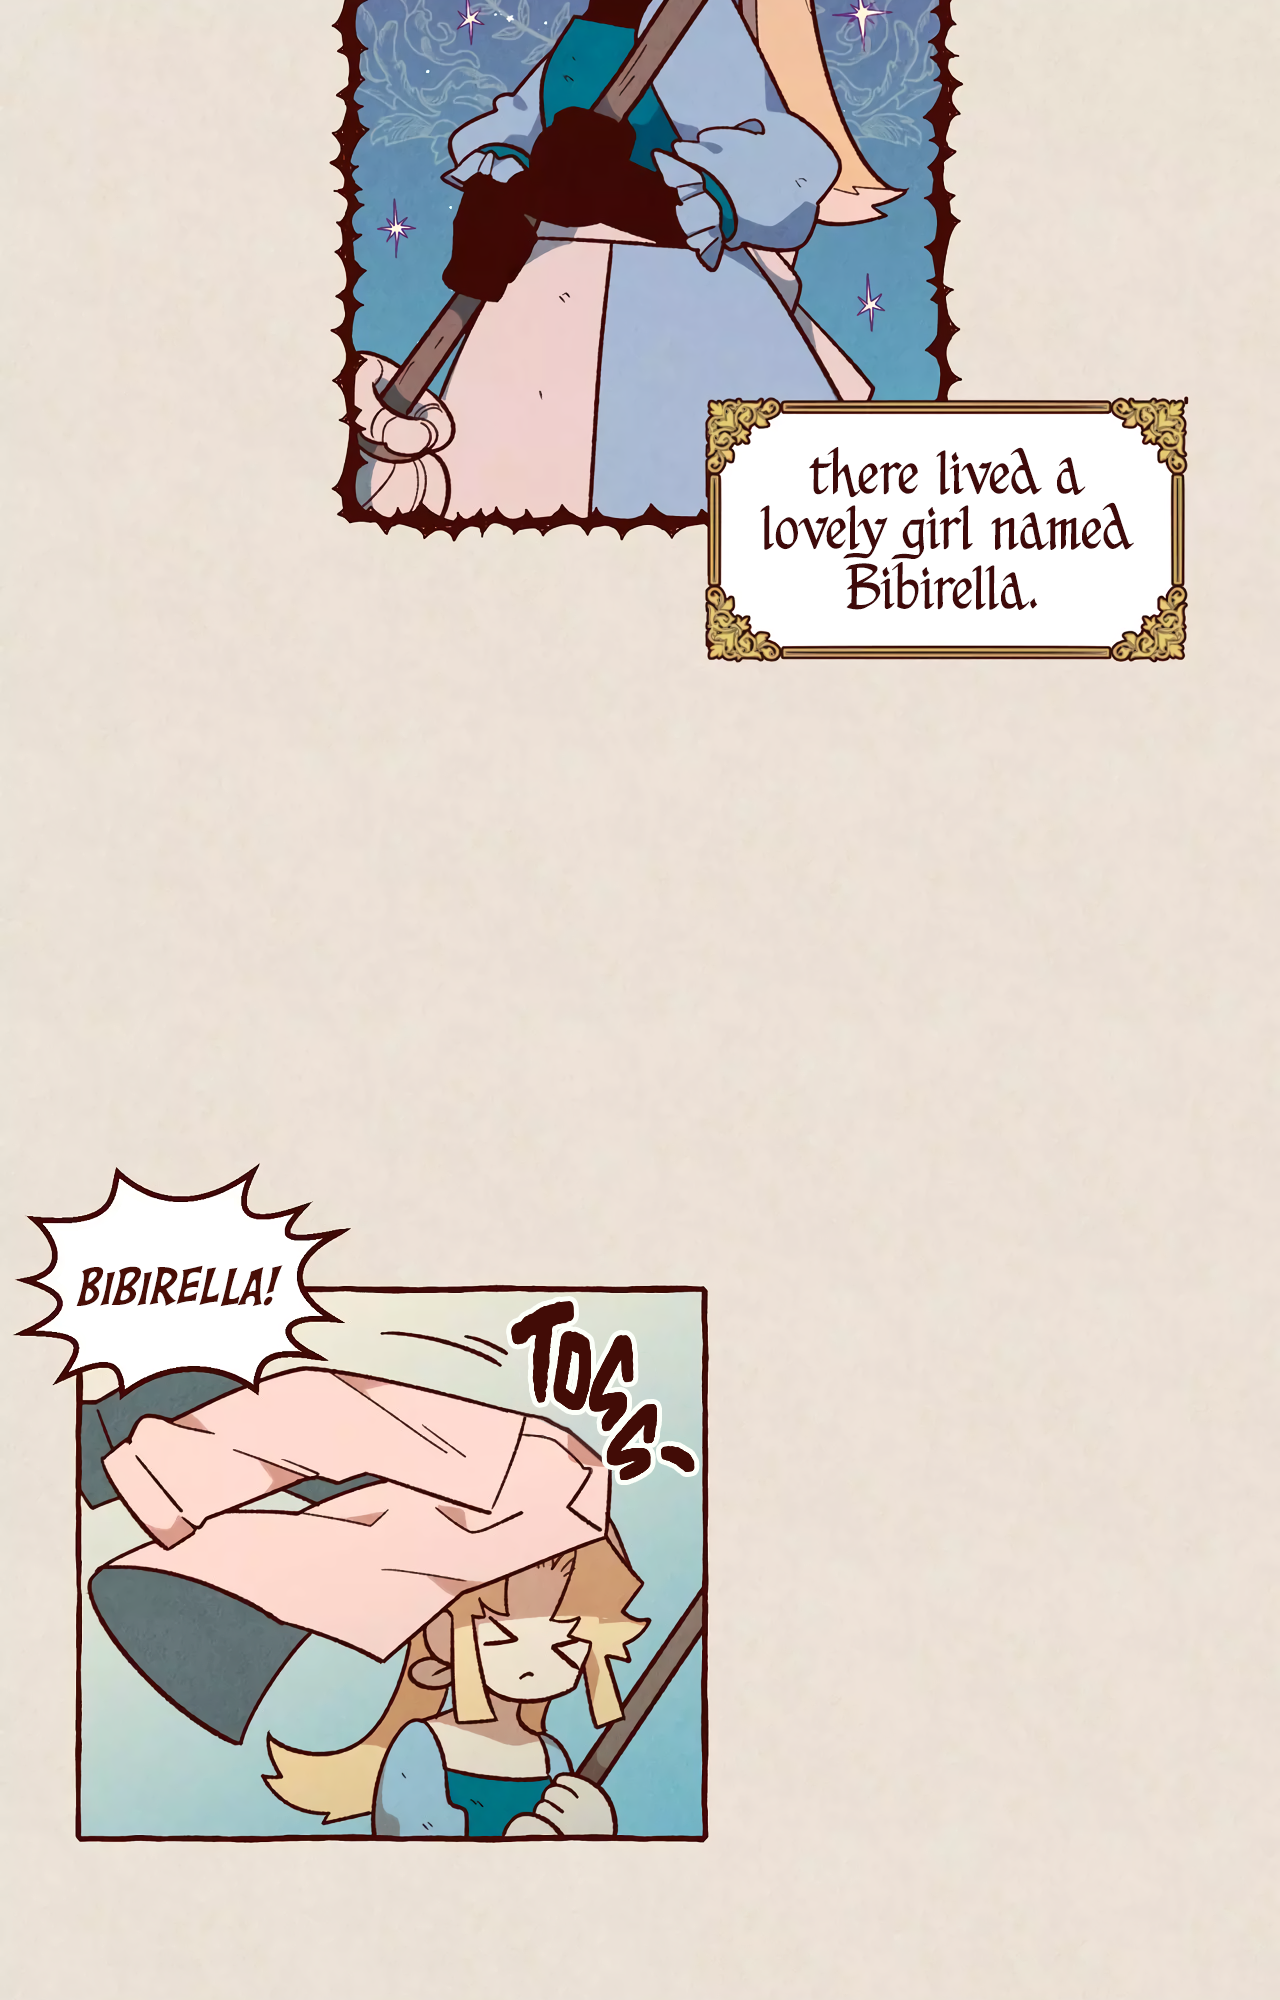 there lived a
lovely girl named
Bibirella.
BIBIRELLA!
TOSS~